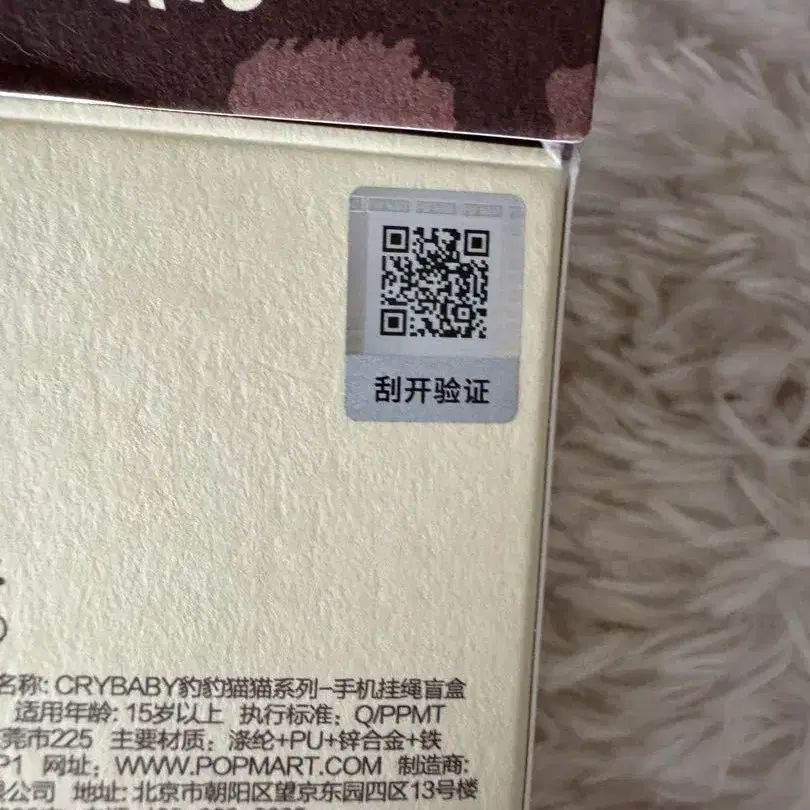 刮开验证
名称: CRYBABY豹豹猫猫系列-手机挂绳盲盒
适用年龄: 15岁以上 执行标准: Q/PPMT
莞市225 主要材质: 涤纶+PU+锌合金+铁
P1 网址: WWW.POPMART.COM 制造商:
限公司 地址: 北京市朝阳区望京东园四区13号楼